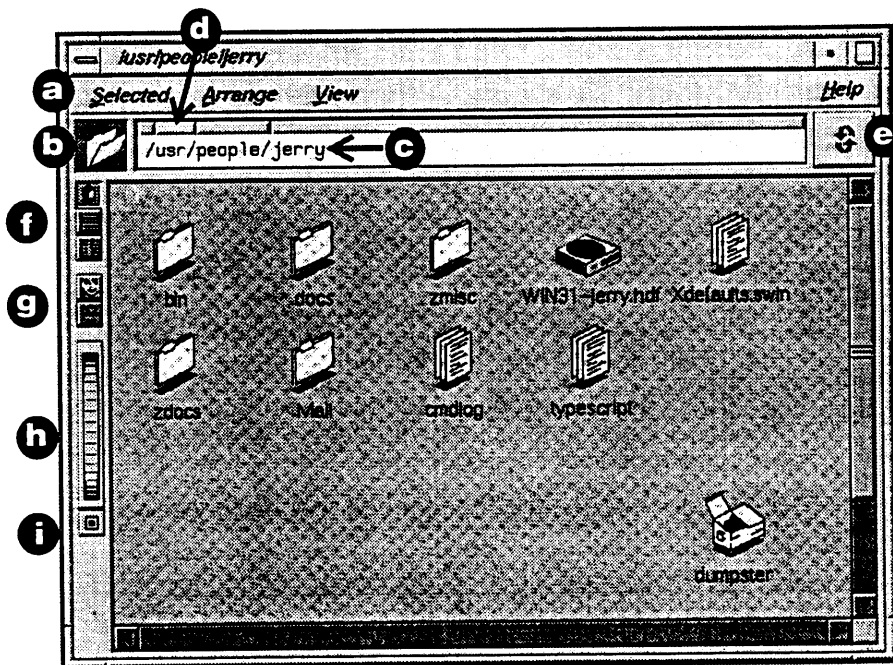 d
/usr/people/jerry
a
Selected Arrange View Help
b
/usr/people/jerry
c
e
f
g
bin docs zmisc WIN31-jerry.hdf Xdefaults.swin
zdocs Mail cmdlog typescript
h
i
dumpster